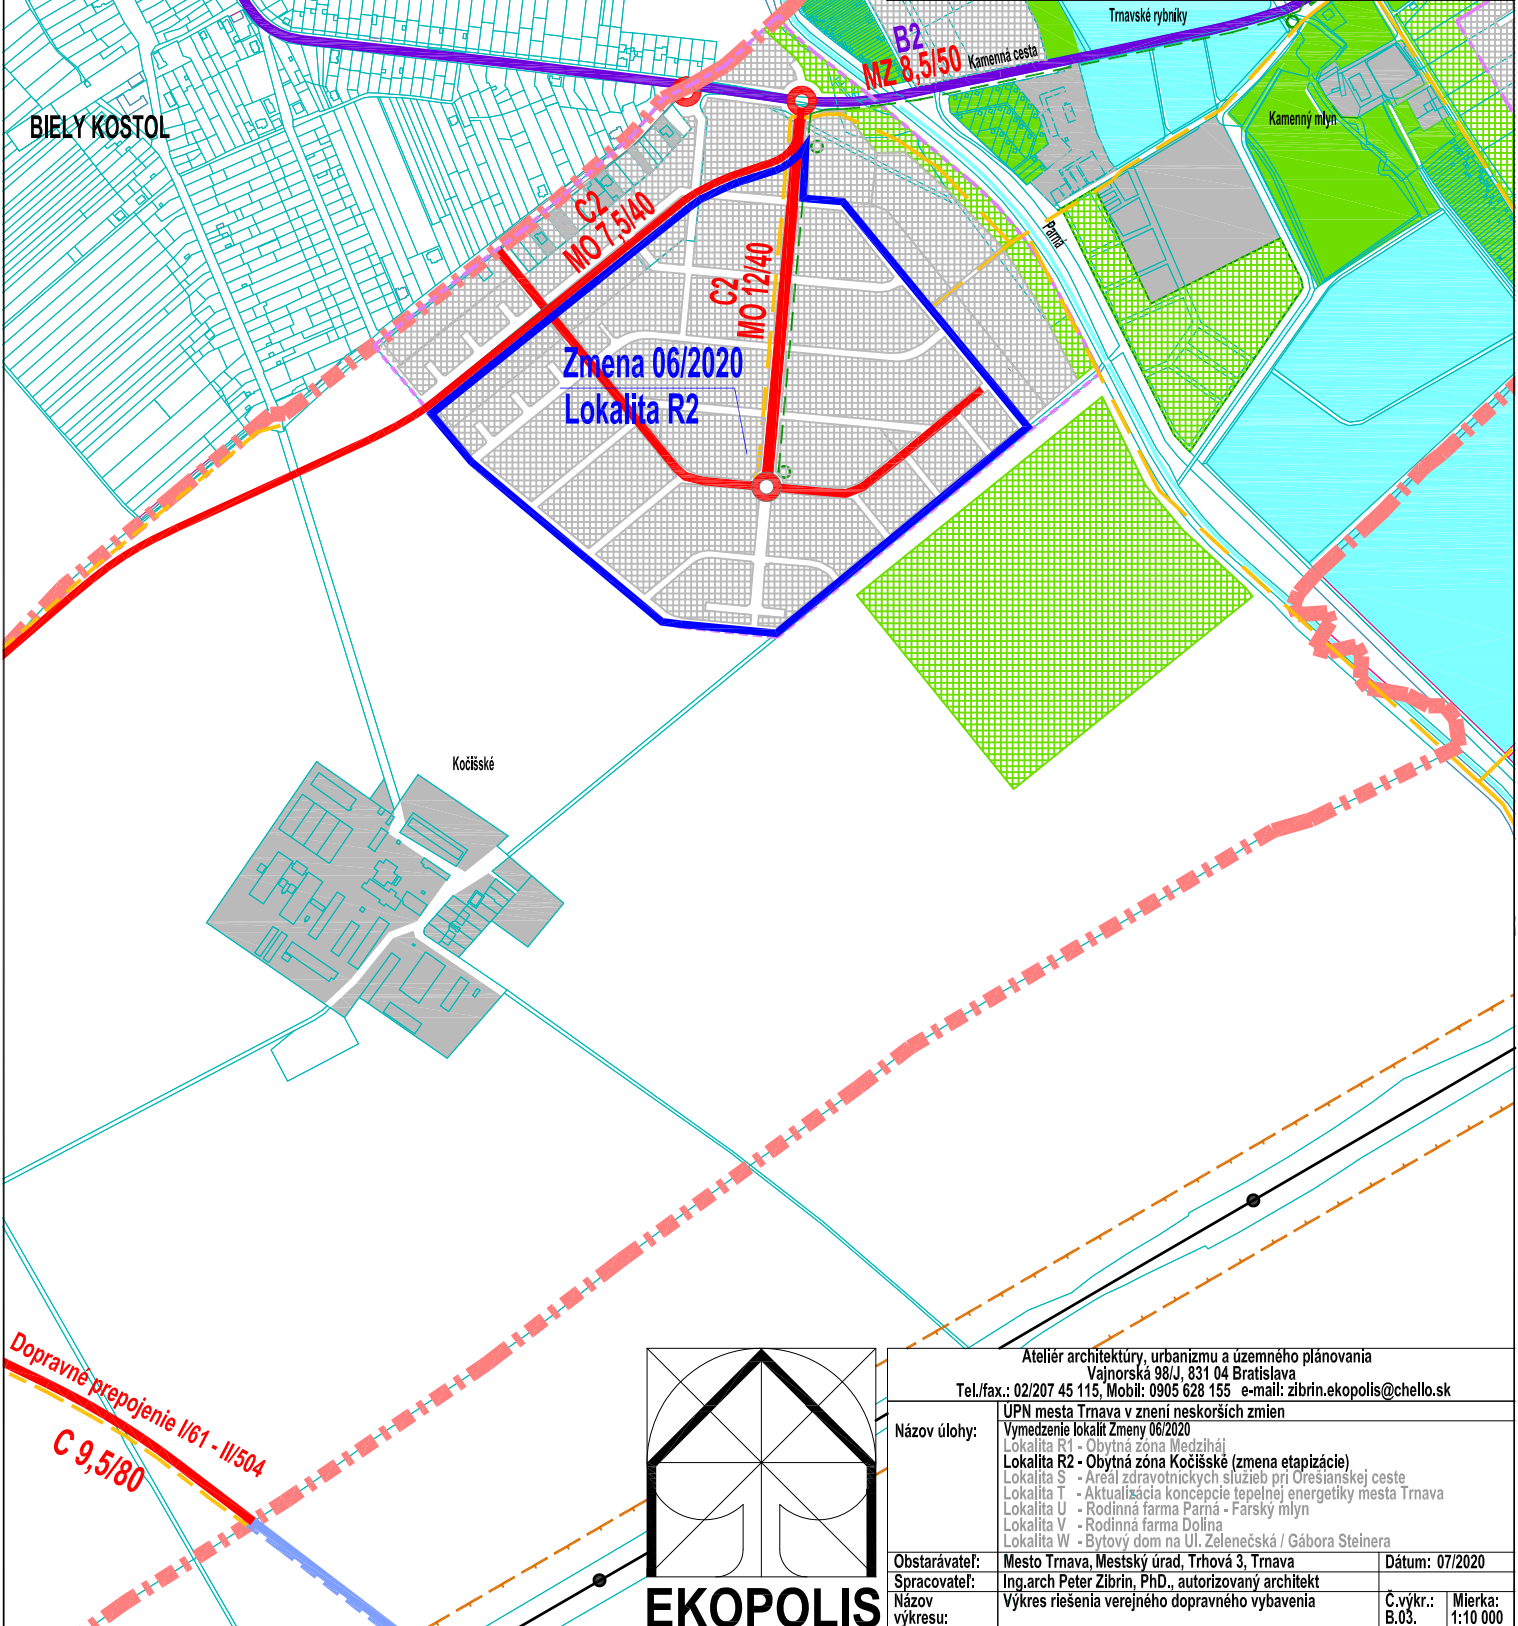 Trnavské rybníky
B2
MZ 8,5/50
Kamenná cesta
Kamenný mlyn
BIELY KOSTOL
C2
MO 7,5/40
Parná
C2
MO 12/40
Zmena 06/2020
Lokalita R2
Kočišské
Dopravné prepojenie I/61 - II/504
C 9,5/80
EKOPOLIS
Ateliér architektúry, urbanizmu a územného plánovania
Vajnorská 98/J, 831 04 Bratislava
Tel./fax.: 02/207 45 115, Mobil: 0905 628 155 e-mail: zibrin.ekopolis@chello.sk
Názov úlohy:
ÚPN mesta Trnava v znení neskorších zmien
Vymedzenie lokalít Zmeny 06/2020
Lokalita R1 - Obytná zóna Medziháj
Lokalita R2 - Obytná zóna Kočišské (zmena etapizácie)
Lokalita S - Areál zdravotníckych služieb pri Orešianskej ceste
Lokalita T - Aktualizácia koncepcie tepelnej energetiky mesta Trnava
Lokalita U - Rodinná farma Parná - Farský mlyn
Lokalita V - Rodinná farma Dolina
Lokalita W - Bytový dom na Ul. Zelenečská / Gábora Steinera
Obstarávateľ: Mesto Trnava, Mestský úrad, Trhová 3, Trnava Dátum: 07/2020
Spracovateľ: Ing.arch Peter Zibrin, PhD., autorizovaný architekt
Názov výkresu: Výkres riešenia verejného dopravného vybavenia
Č.výkr.: B.03.
Mierka: 1:10 000